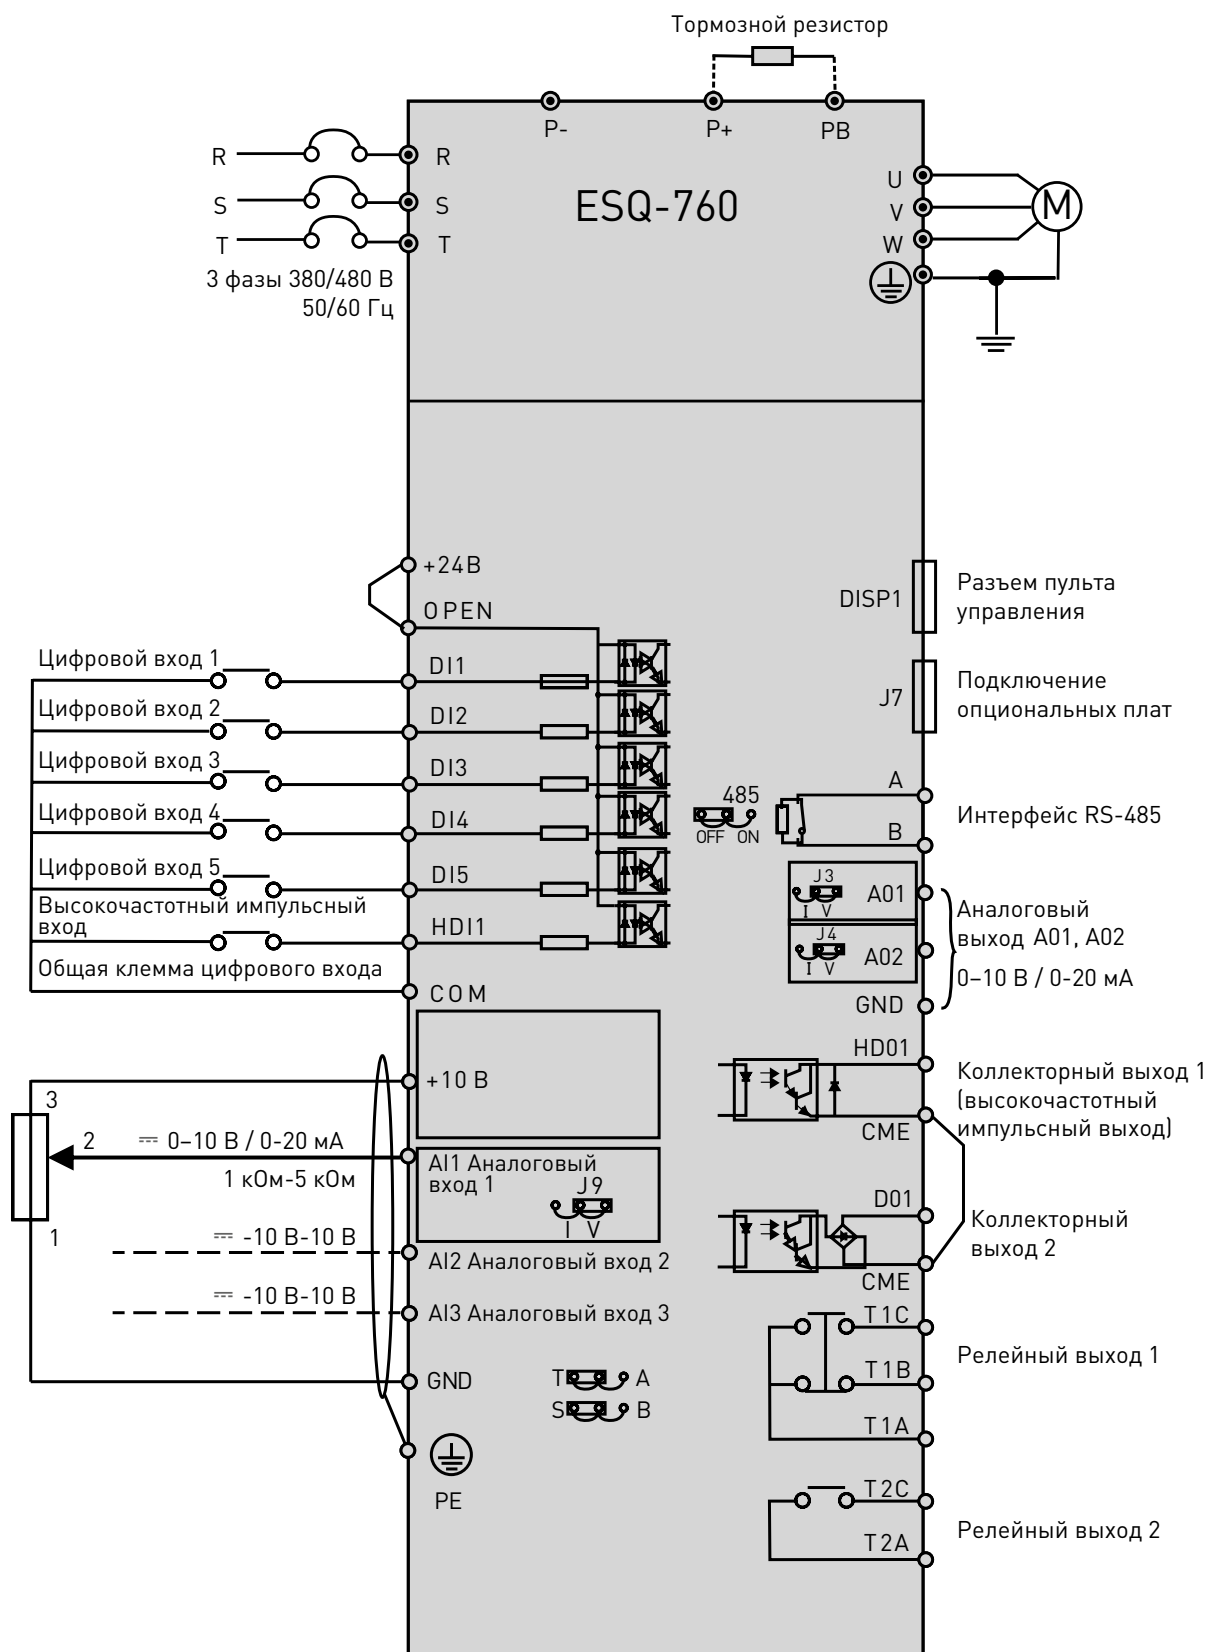 Тормозной резистор
P-
P+
PB
R
R
S
S
T
T
3 фазы 380/480 В
50/60 Гц
ESQ-760
U
V
W
M
+24В
OPEN
DISP1
Разъем пульта
управления
Цифровой вход 1
DI1
J7
Подключение
опциональных плат
Цифровой вход 2
DI2
Цифровой вход 3
DI3
Цифровой вход 4
DI4
485
OFF ON
A
B
Интерфейс RS-485
Цифровой вход 5
DI5
Высокочастотный импульсный
вход
HDI1
Общая клемма цифрового входа
COM
J3
I V
A01
J4
I V
A02
GND
Аналоговый
выход A01, A02
0–10 В / 0-20 мА
+10 В
3
2
1
0–10 В / 0-20 мА
1 кОм-5 кОм
AI1 Аналоговый
вход 1
J9
I V
-10 В-10 В
AI2 Аналоговый вход 2
-10 В-10 В
AI3 Аналоговый вход 3
GND
T A
S B
PE
HD01
CME
Коллекторный выход 1
(высокочастотный
импульсный выход)
D01
CME
Коллекторный
выход 2
T1C
T1B
T1A
Релейный выход 1
T2C
T2A
Релейный выход 2